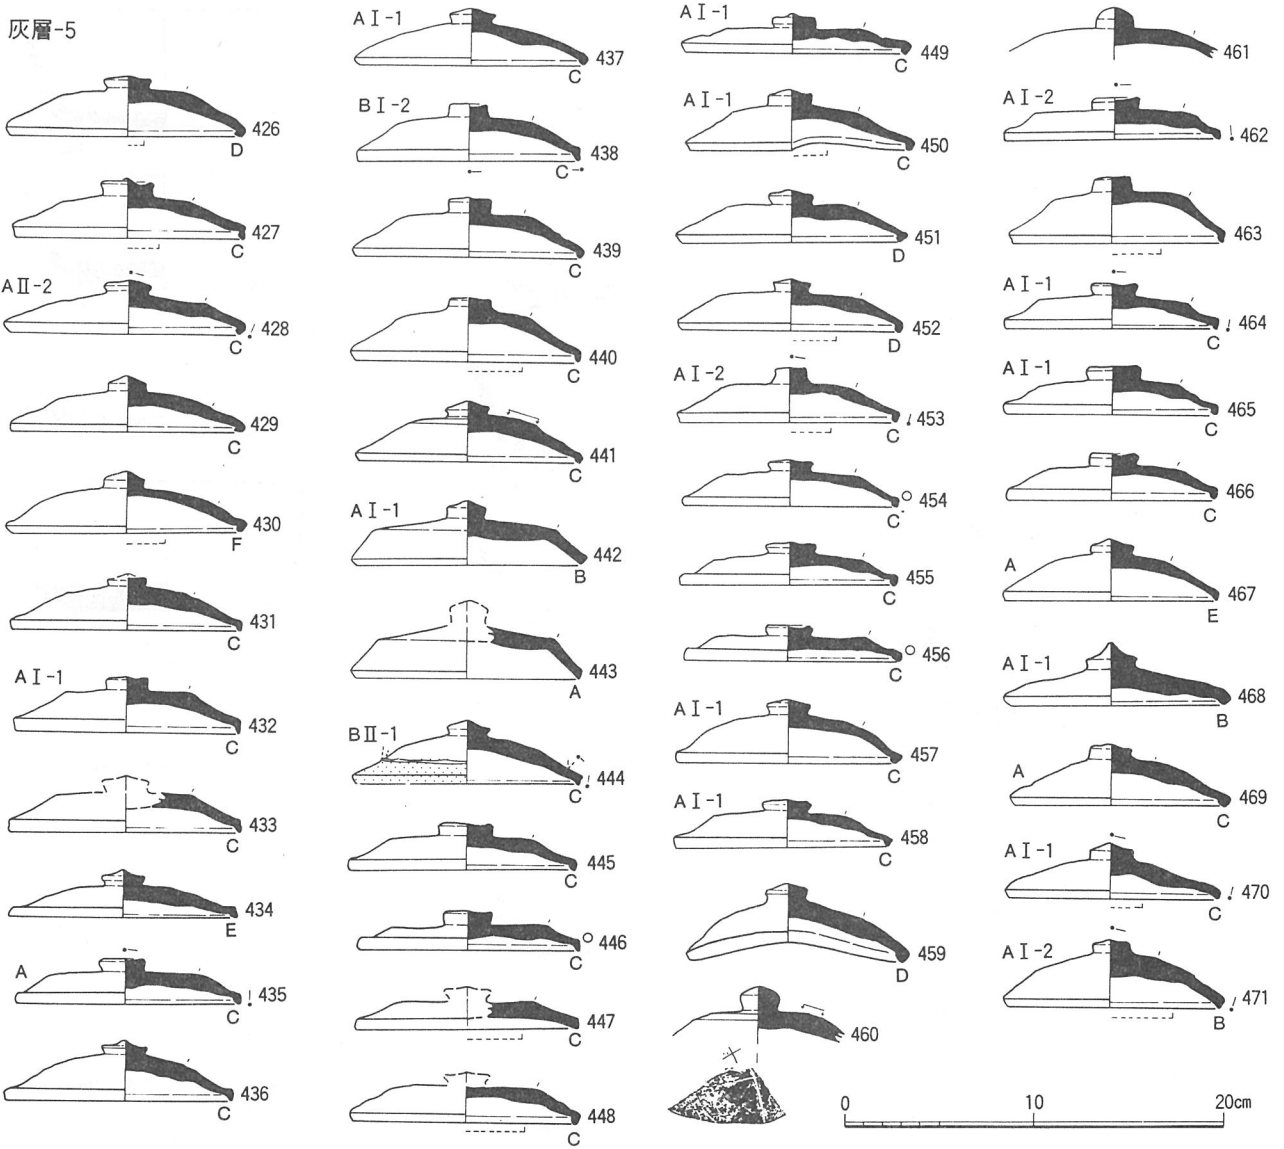 灰層-5
426
D
427
C
AⅡ-2
428
C
429
C
430
F
431
C
AⅠ-1
432
C
433
C
434
E
A
435
C
436
C
AⅠ-1
437
C
BⅠ-2
438
C
439
C
440
C
441
C
AⅠ-1
442
B
443
A
BⅡ-1
444
C
445
C
446
C
447
C
448
C
AⅠ-1
449
C
AⅠ-1
450
C
451
D
452
D
AⅠ-2
453
C
454
C
455
C
456
C
AⅠ-1
457
C
AⅠ-1
458
C
459
D
460
461
AⅠ-2
462
463
AⅠ-1
464
C
AⅠ-1
465
C
466
C
A
467
E
AⅠ-1
468
B
A
469
C
AⅠ-1
470
C
AⅠ-2
471
B
0 10 20cm